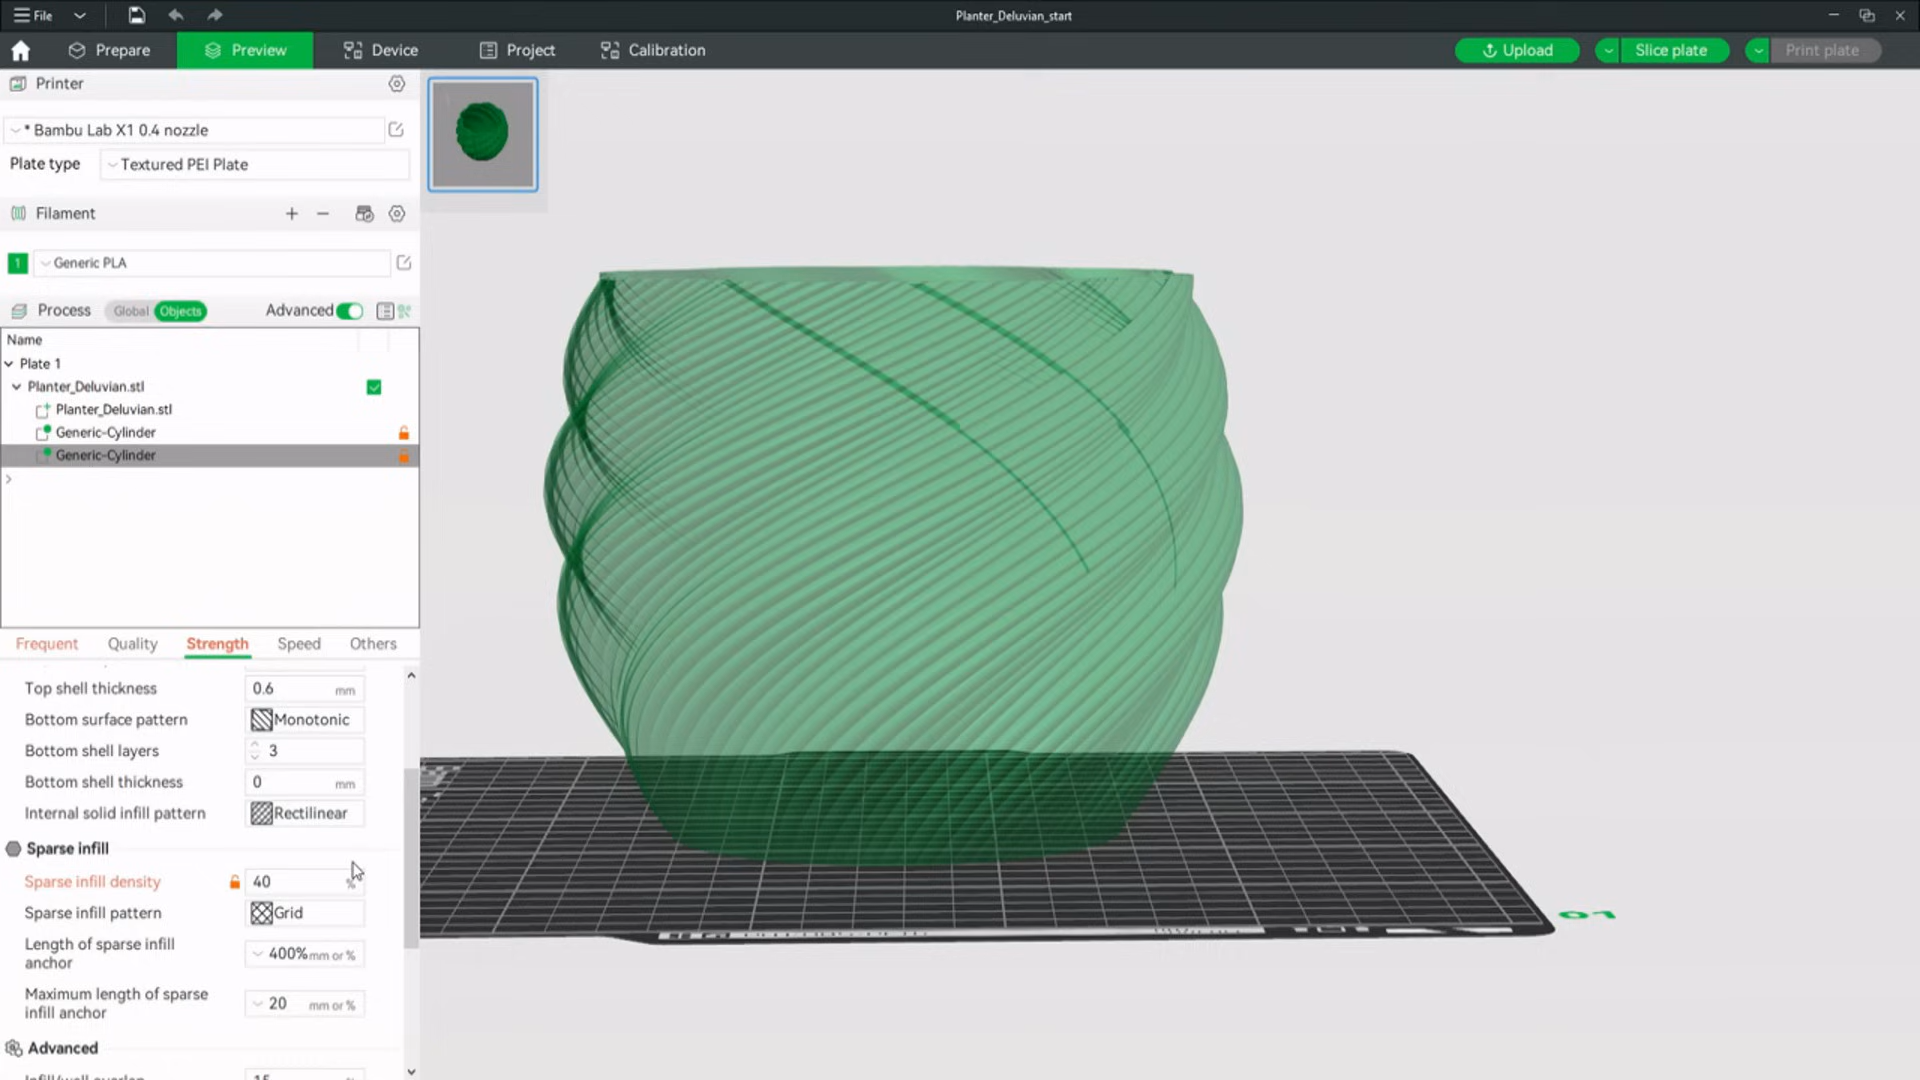 File
Planter_Deluvian_start
Prepare
Preview
Device
Project
Calibration
Upload
Slice plate
Print plate
Printer
* Bambu Lab X1 0.4 nozzle
Plate type
Textured PEI Plate
Filament
1
Generic PLA
Process
Global
Objects
Advanced
Name
Plate 1
Planter_Deluvian.stl
Planter_Deluvian.stl
Generic-Cylinder
Generic-Cylinder
Frequent
Quality
Strength
Speed
Others
Top shell thickness
0.6 mm
Bottom surface pattern
Monotonic
Bottom shell layers
3
Bottom shell thickness
0 mm
Internal solid infill pattern
Rectilinear
Sparse infill
Sparse infill density
40 %
Sparse infill pattern
Grid
Length of sparse infill
anchor
400% mm or %
Maximum length of sparse
infill anchor
20 mm or %
Advanced
Infill/wall overlap
15 %
01